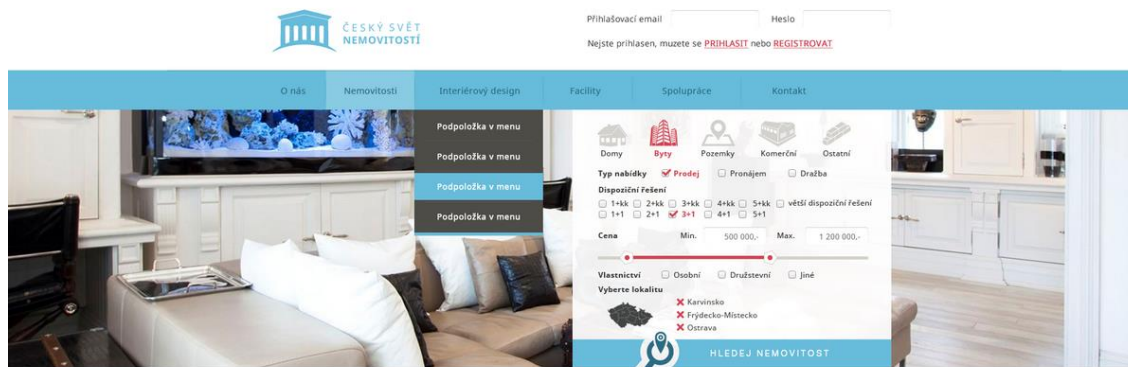 ČESKÝ SVĚT
NEMOVITOSTÍ
Přihlašovací email Heslo
Nejste prihlasen, muzete se PRIHLASIT nebo REGISTROVAT
O nás Nemovitosti Interiérový design Facility Spolupráce Kontakt
Podpoložka v menu
Podpoložka v menu
Podpoložka v menu
Podpoložka v menu
Domy Byty Pozemky Komerční Ostatní
Typ nabídky Prodej Pronájem Dražba
Dispoziční řešení
1+kk 2+kk 3+kk 4+kk 5+kk větší dispoziční řešení
1+1 2+1 3+1 4+1 5+1
Cena Min. 500 000,- Max. 1 200 000,-
Vlastnictví Osobní Družstevní Jiné
Vyberte lokalitu
Karvinsko
Frýdecko-Místecko
Ostrava
HLEDEJ NEMOVITOST